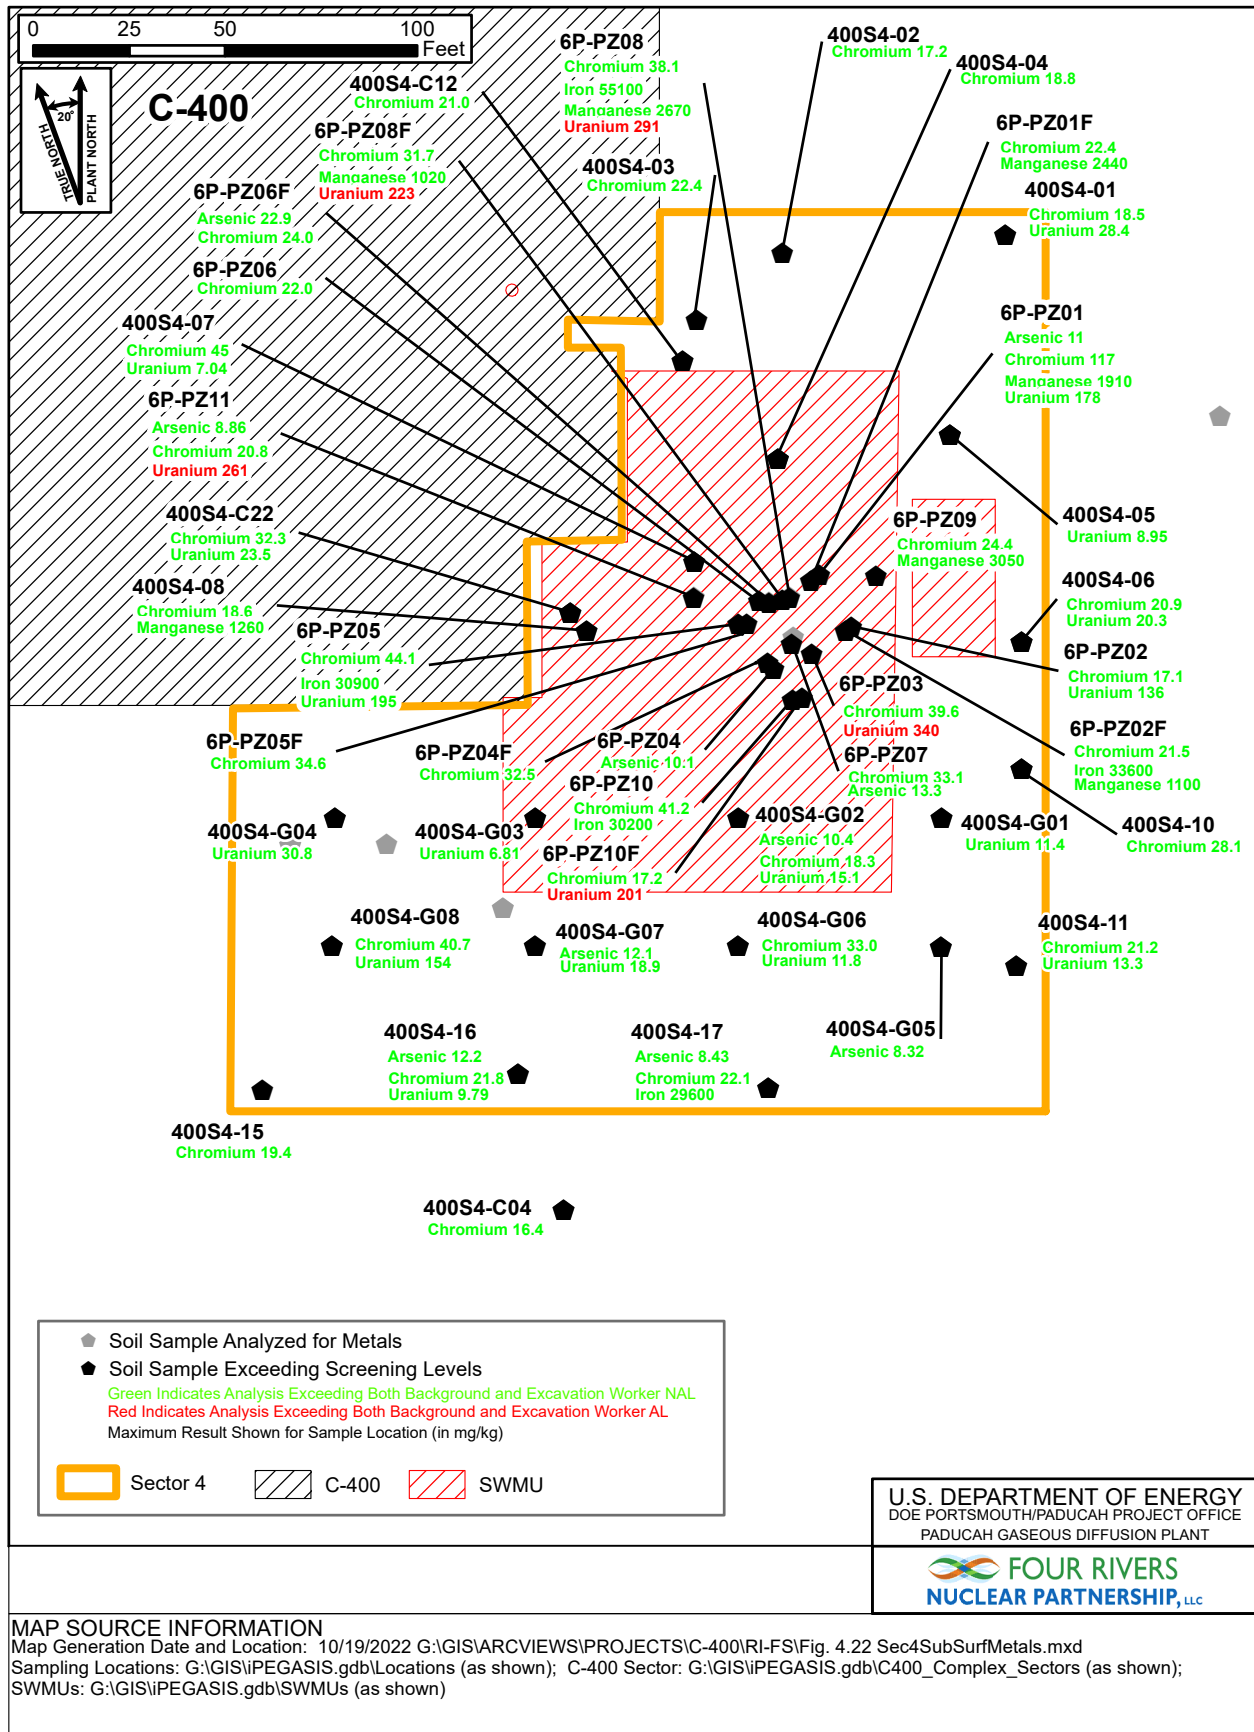 0 25 50 100
Feet
TRUE NORTH
20°
PLANT NORTH
C-400
400S4-C12
Chromium 21.0
6P-PZ08
Chromium 38.1
Iron 55100
Manganese 2670
Uranium 291
400S4-02
Chromium 17.2
400S4-04
Chromium 18.8
6P-PZ08F
Chromium 31.7
Manganese 1020
Uranium 223
400S4-03
Chromium 22.4
6P-PZ01F
Chromium 22.4
Manganese 2440
400S4-01
Chromium 18.5
Uranium 28.4
6P-PZ06F
Arsenic 22.9
Chromium 24.0
6P-PZ06
Chromium 22.0
400S4-07
Chromium 45
Uranium 7.04
6P-PZ01
Arsenic 11
Chromium 117
Manganese 1910
Uranium 178
6P-PZ11
Arsenic 8.86
Chromium 20.8
Uranium 261
400S4-C22
Chromium 32.3
Uranium 23.5
6P-PZ09
Chromium 24.4
Manganese 3050
400S4-05
Uranium 8.95
400S4-08
Chromium 18.6
Manganese 1260
400S4-06
Chromium 20.9
Uranium 20.3
6P-PZ05
Chromium 44.1
Iron 30900
Uranium 195
6P-PZ02
Chromium 17.1
Uranium 136
6P-PZ03
Chromium 39.6
Uranium 340
6P-PZ05F
Chromium 34.6
6P-PZ04F
Chromium 32.5
6P-PZ04
Arsenic 10.1
6P-PZ07
Chromium 33.1
Arsenic 13.3
6P-PZ02F
Chromium 21.5
Iron 33600
Manganese 1100
6P-PZ10
Chromium 41.2
Iron 30200
400S4-G04
Uranium 30.8
400S4-G03
Uranium 6.81
400S4-G02
Arsenic 10.4
Chromium 18.3
Uranium 15.1
400S4-G01
Uranium 11.4
400S4-10
Chromium 28.1
6P-PZ10F
Chromium 17.2
Uranium 201
400S4-G08
Chromium 40.7
Uranium 154
400S4-G07
Arsenic 12.1
Uranium 18.9
400S4-G06
Chromium 33.0
Uranium 11.8
400S4-11
Chromium 21.2
Uranium 13.3
400S4-16
Arsenic 12.2
Chromium 21.8
Uranium 9.79
400S4-17
Arsenic 8.43
Chromium 22.1
Iron 29600
400S4-G05
Arsenic 8.32
400S4-15
Chromium 19.4
400S4-C04
Chromium 16.4
Soil Sample Analyzed for Metals
Soil Sample Exceeding Screening Levels
Green Indicates Analysis Exceeding Both Background and Excavation Worker NAL
Red Indicates Analysis Exceeding Both Background and Excavation Worker AL
Maximum Result Shown for Sample Location (in mg/kg)
Sector 4 C-400 SWMU
U.S. DEPARTMENT OF ENERGY
DOE PORTSMOUTH/PADUCAH PROJECT OFFICE
PADUCAH GASEOUS DIFFUSION PLANT
FOUR RIVERS
NUCLEAR PARTNERSHIP, LLC
MAP SOURCE INFORMATION
Map Generation Date and Location: 10/19/2022 G:\GIS\ARCVIEWS\PROJECTS\C-400\RI-FS\Fig. 4.22 Sec4SubSurfMetals.mxd
Sampling Locations: G:\GIS\iPEGASIS.gdb\Locations (as shown); C-400 Sector: G:\GIS\iPEGASIS.gdb\C400_Complex_Sectors (as shown);
SWMUs: G:\GIS\iPEGASIS.gdb\SWMUs (as shown)